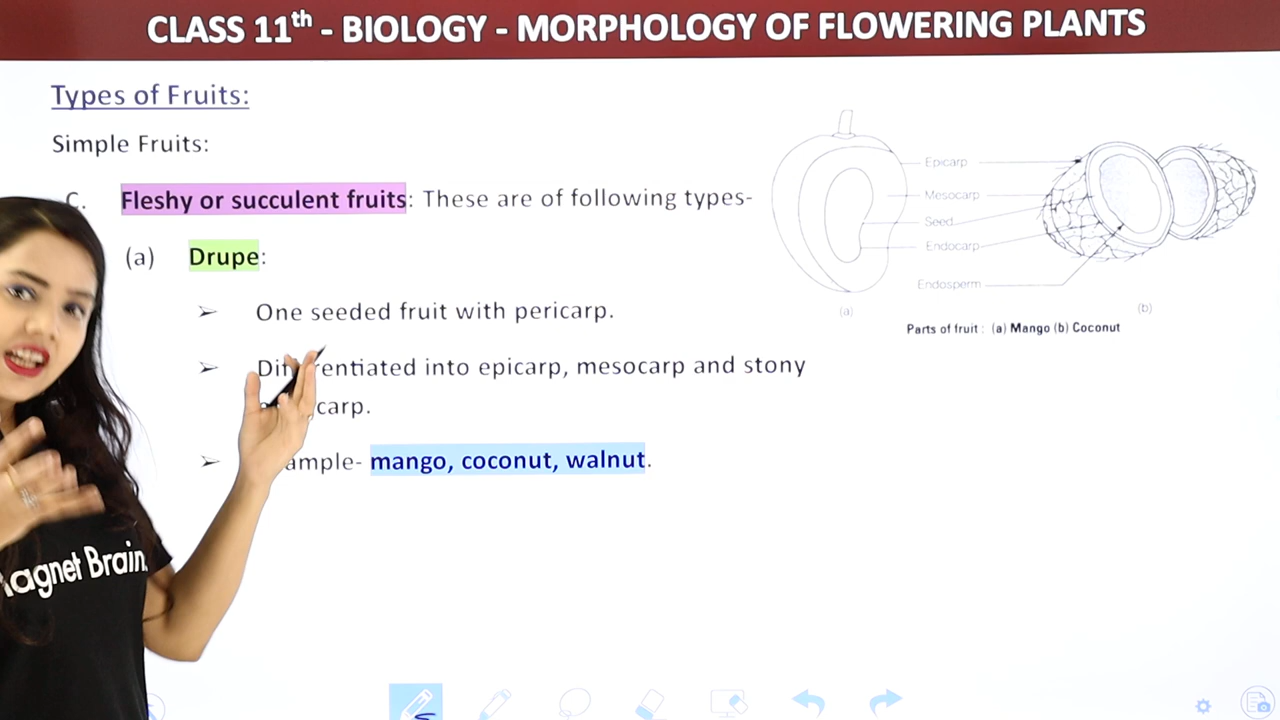 CLASS 11th - BIOLOGY - MORPHOLOGY OF FLOWERING PLANTS
Types of Fruits:
Simple Fruits:
C. Fleshy or succulent fruits: These are of following types-
(a) Drupe:
➢ One seeded fruit with pericarp.
➢ Differentiated into epicarp, mesocarp and stony
carp.
➢ ample- mango, coconut, walnut.
Epicarp
Mesocarp
Seed
Endocarp
Endosperm
(a)
(b)
Parts of fruit : (a) Mango (b) Coconut
agnet Brain